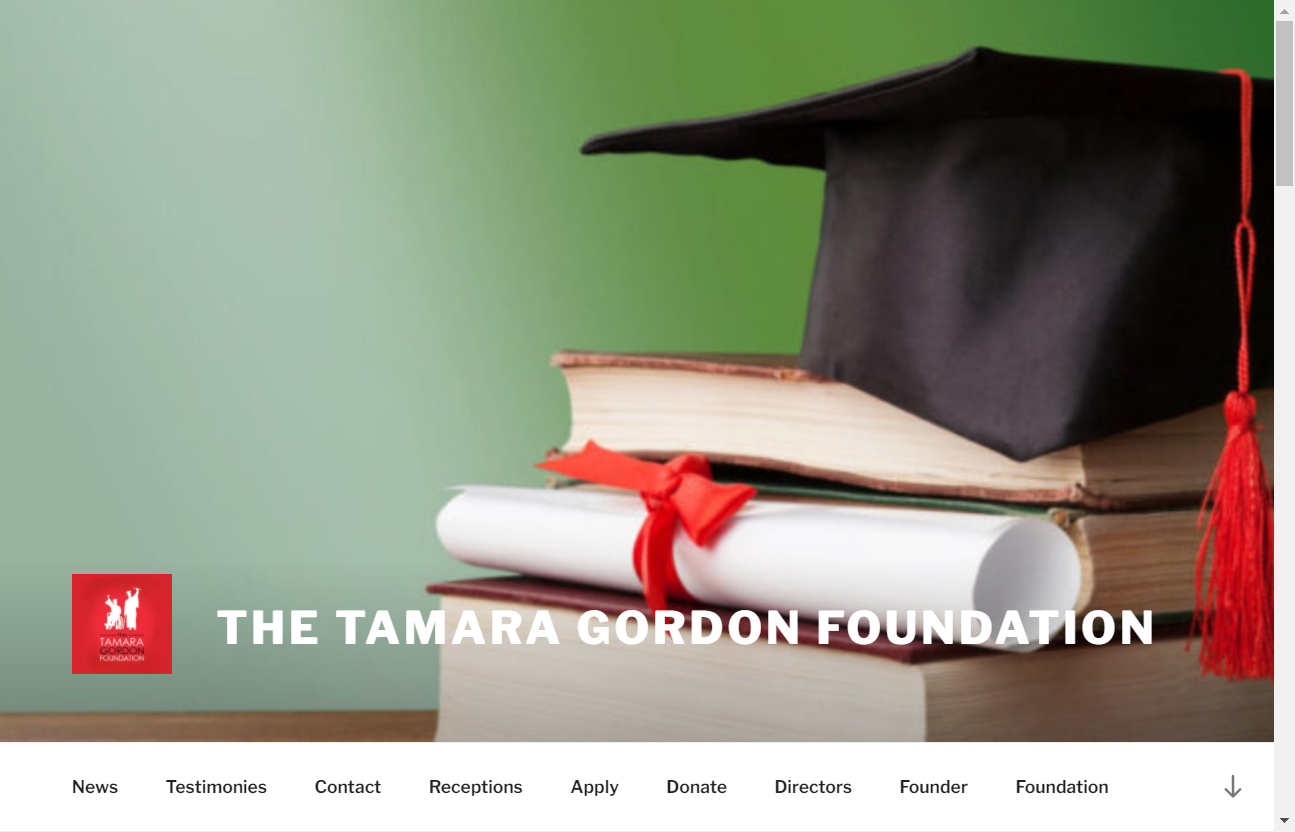 the
TAMARA
GORDON
FOUNDATION
THE TAMARA GORDON FOUNDATION
News Testimonies Contact Receptions Apply Donate Directors Founder Foundation